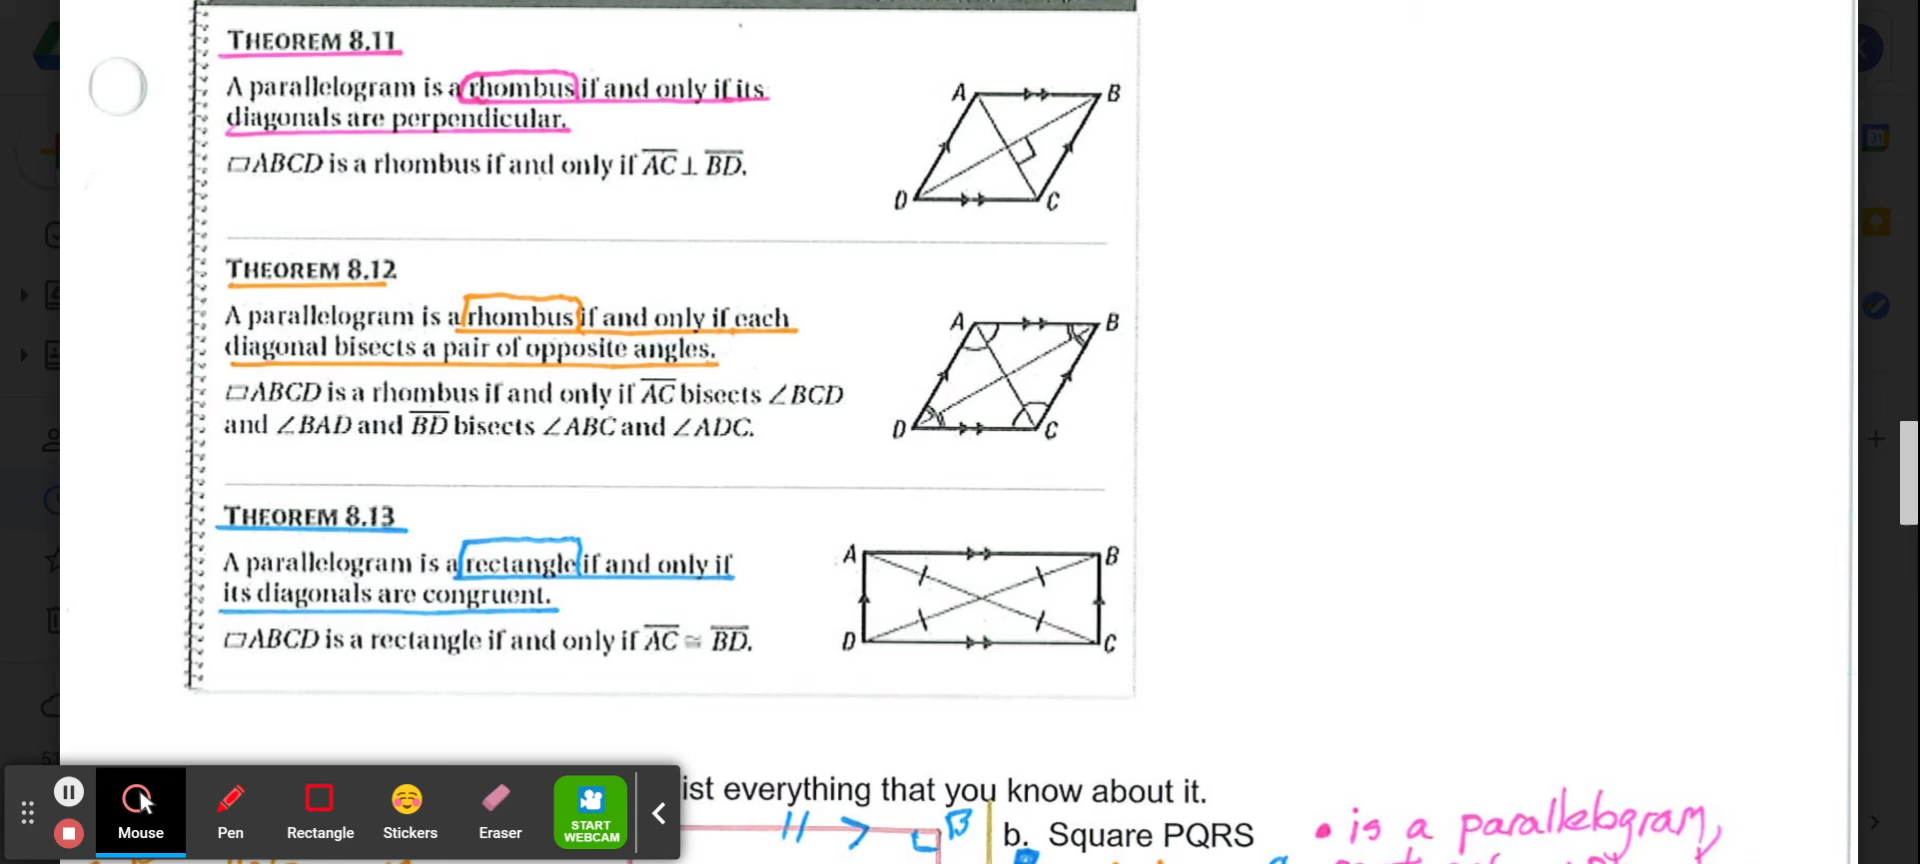 THEOREM 8.11
A parallelogram is a rhombus if and only if its
diagonals are perpendicular.
▱ABCD is a rhombus if and only if AC ⊥ BD.
A
B
D
C
THEOREM 8.12
A parallelogram is a rhombus if and only if each
diagonal bisects a pair of opposite angles.
▱ABCD is a rhombus if and only if AC bisects ∠BCD
and ∠BAD and BD bisects ∠ABC and ∠ADC.
A
B
D
C
THEOREM 8.13
A parallelogram is a rectangle if and only if
its diagonals are congruent.
▱ABCD is a rectangle if and only if AC ≅ BD.
A
B
D
C
31
ist everything that you know about it.
B
b. Square PQRS
• is a parallelogram,
Mouse
Pen
Rectangle
Stickers
Eraser
START
WEBCAM